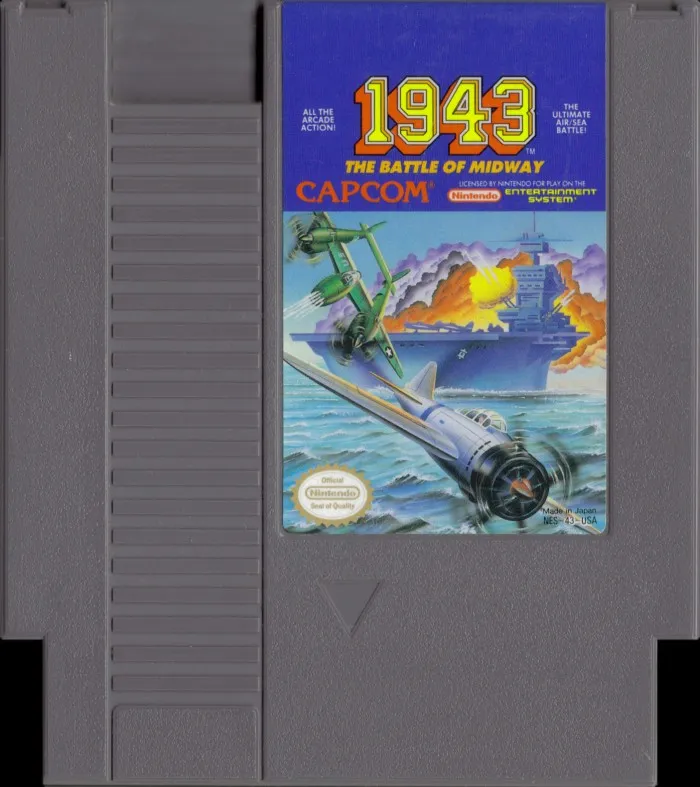 ALL THE
ARCADE
ACTION!
1943
TM
THE
ULTIMATE
AIR/SEA
BATTLE!
THE BATTLE OF MIDWAY
CAPCOM®
LICENSED BY NINTENDO FOR PLAY ON THE
Nintendo
ENTERTAINMENT
SYSTEM®
Official
Nintendo
Seal of Quality
Made in Japan
NES-43-USA